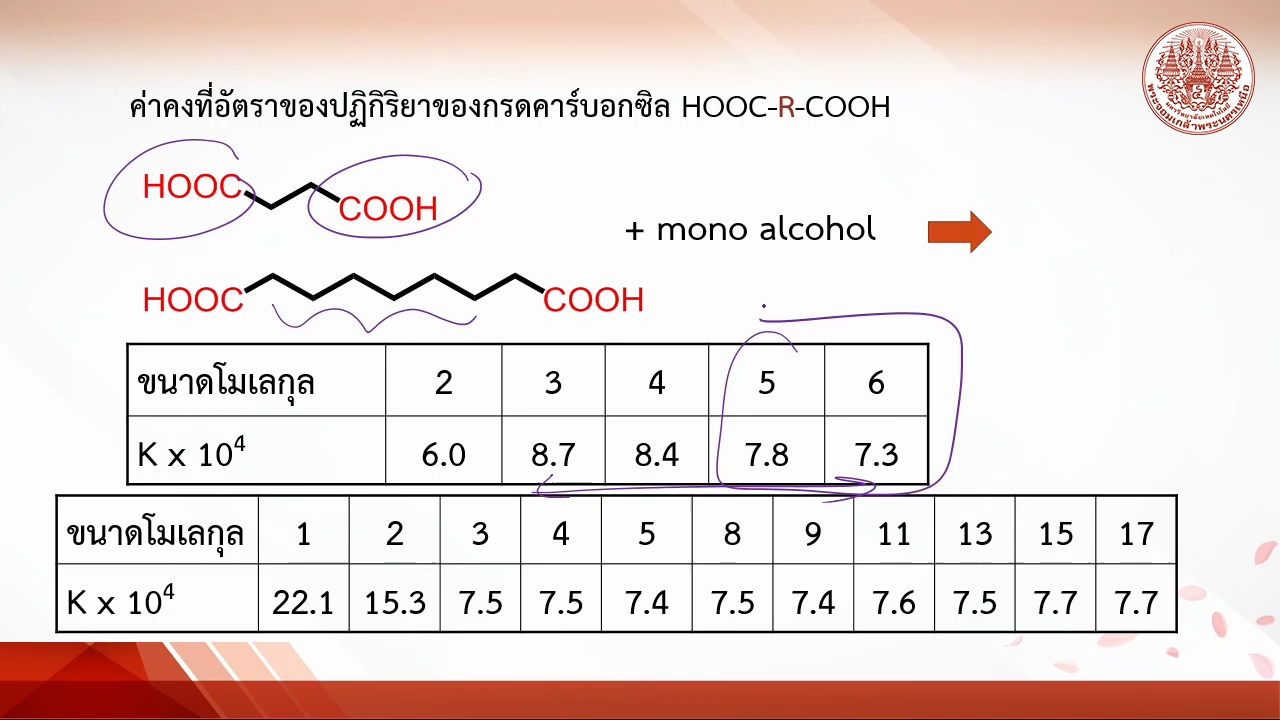 ค่าคงที่อัตราของปฏิกิริยาของกรดคาร์บอกซิล HOOC-R-COOH
HOOC COOH
+ mono alcohol
HOOC COOH
ขนาดโมเลกุล 2 3 4 5 6
K x 10⁴ 6.0 8.7 8.4 7.8 7.3
ขนาดโมเลกุล 1 2 3 4 5 8 9 11 13 15 17
K x 10⁴ 22.1 15.3 7.5 7.5 7.4 7.5 7.4 7.6 7.5 7.7 7.7